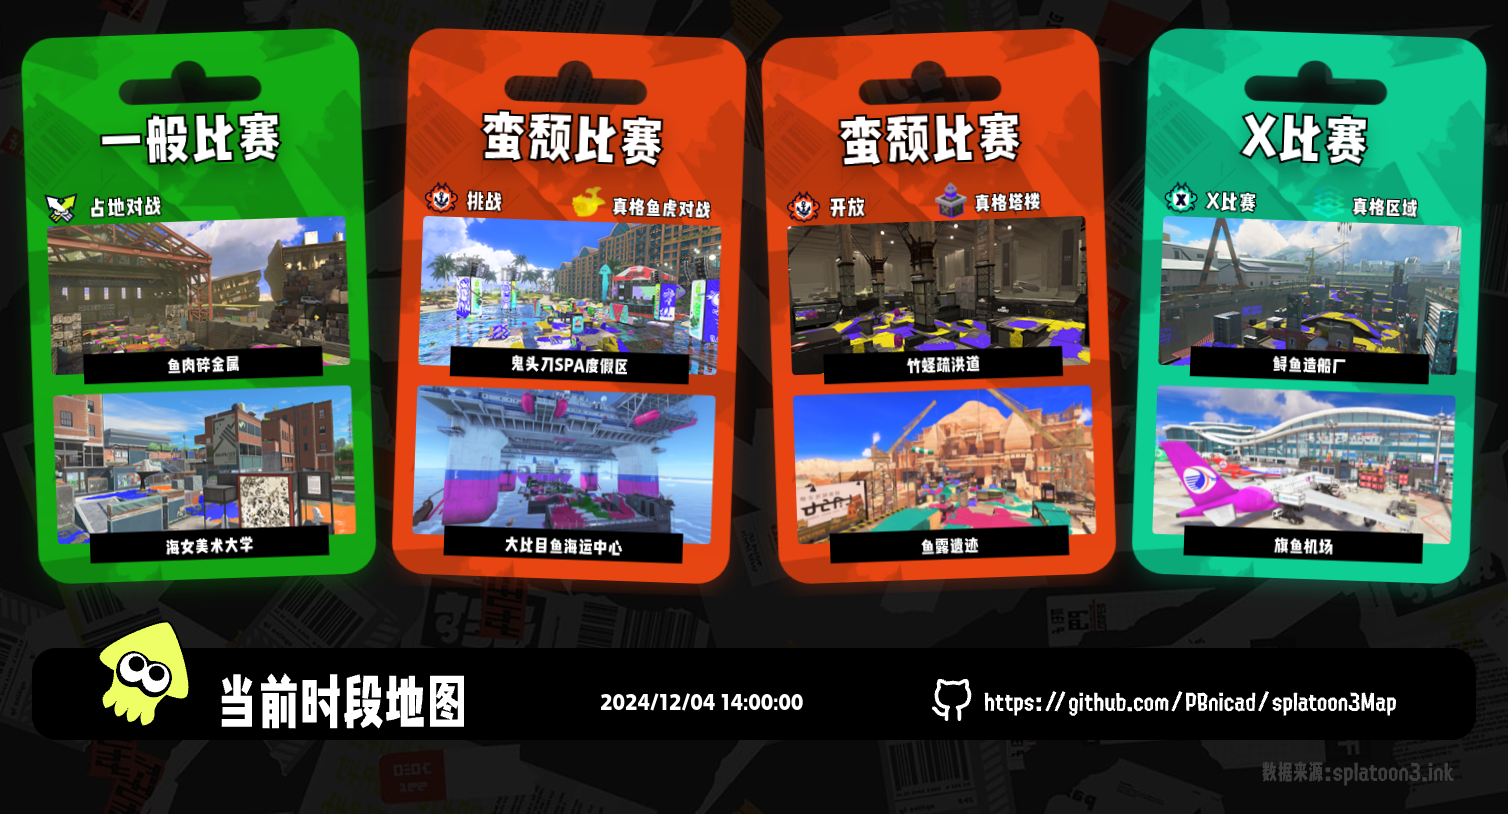 一般比赛
占地对战
鱼肉碎金属
海女美术大学
蛮颓比赛
挑战
真格鱼虎对战
鬼头刀SPA度假区
大比目鱼海运中心
蛮颓比赛
开放
真格塔楼
竹蛏疏洪道
鱼露遗迹
X比赛
X比赛
真格区域
鲟鱼造船厂
旗鱼机场
当前时段地图
2024/12/04 14:00:00
https://github.com/PBnicad/splatoon3Map
数据来源:splatoon3.ink